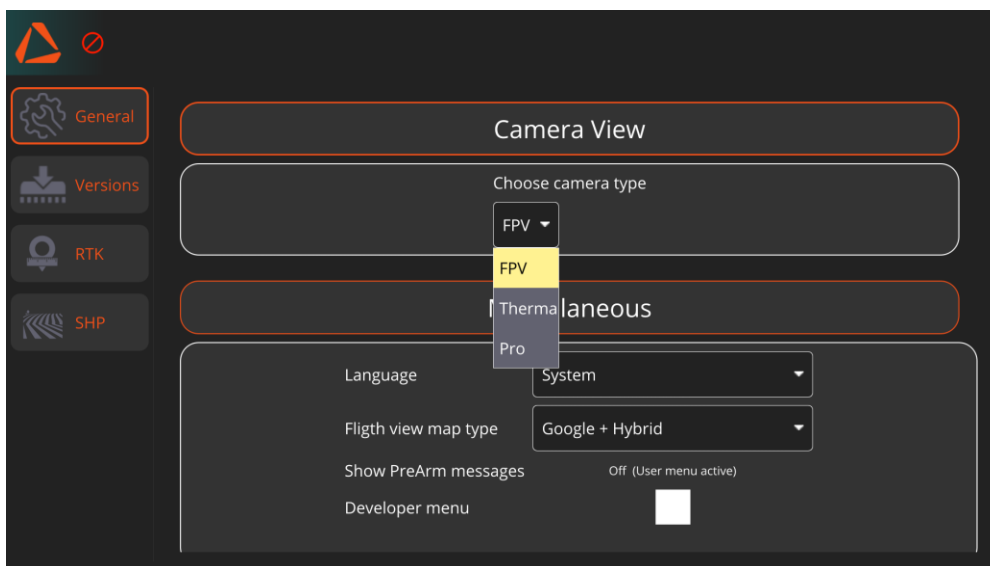 General
Versions
RTK
SHP
Camera View
Choose camera type
FPV
FPV
Therma
Pro
laneous
Language
System
Fligth view map type
Google + Hybrid
Show PreArm messages
Off (User menu active)
Developer menu